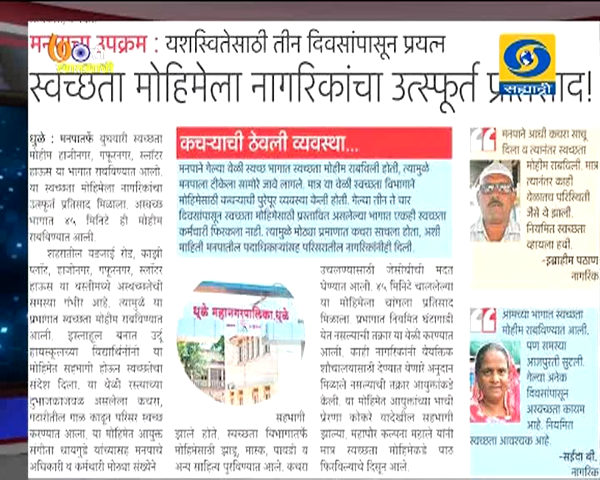 मनपाचा उपक्रम : यशस्वितेसाठी तीन दिवसांपासून प्रयत्न
सह्याद्री
स्वच्छता मोहिमेला नागरिकांचा उत्स्फूर्त प्रतिसाद!
धुळे : मनपातर्फे बुधवारी स्वच्छता
मोहीम हाजीनगर, गफूरनगर, स्लॉटर
हाऊस या भागात राबविण्यात आली.
या स्वच्छता मोहिमेला नागरिकांचा
उत्स्फूर्त प्रतिसाद मिळाला. अस्वच्छ
भागात ४५ मिनिटे ही मोहीम
राबविण्यात आली.
शहरातील वडजाई रोड, काझी
प्लॉट, हाजीनगर, गफूरनगर, स्लॉटर
हाऊस या वस्तीमध्ये अस्वच्छतेची
समस्या गंभीर आहे. त्यामुळे या
प्रभागात स्वच्छता मोहीम राबविण्यात
आली. इस्लाहुल बनात उर्दू
हायस्कूलच्या विद्यार्थिनींनी या
मोहिमेत सहभागी होऊन स्वच्छतेचा
संदेश दिला. या वेळी रस्त्याच्या
दुभाजकाजवळ असलेला कचरा,
गटारीतील गाळ काढून परिसर स्वच्छ
करण्यात आला. या मोहिमेत आयुक्त
संगीता धायगुडे यांच्यासह मनपाचे
अधिकारी व कर्मचारी मोठ्या संख्येने
कचऱ्याची ठेवली व्यवस्था...
मनपाने गेल्या वेळी स्वच्छ भागात स्वच्छता मोहीम राबविली होती, त्यामुळे
मनपाला टीकेला सामोरे जावे लागले. मात्र या वेळी स्वच्छता विभागाने
मोहिमेसाठी कचऱ्याची पुरेपूर व्यवस्था केली होती. गेल्या तीन ते चार
दिवसांपासून स्वच्छता मोहिमेसाठी प्रस्तावित असलेल्या भागात एकही स्वच्छता
कर्मचारी फिरकला नाही. त्यामुळे मोठ्या प्रमाणात कचरा साचला होता, अशी
माहिती मनपातील पदाधिकाऱ्यांसह परिसरातील नागरिकांनीही दिली.
धुळे महानगरपालिका,धुळे
सहभागी
झाले होते. स्वच्छता विभागातर्फे
मोहिमेसाठी झाडू, मास्क, पावडी व
अन्य साहित्य पुरविण्यात आले. कचरा
उचलण्यासाठी जेसीबीचीही मदत
घेण्यात आली. ४५ मिनिटे चाललेल्या
या मोहिमेला चांगला प्रतिसाद
मिळाला. प्रभागात नियमित घंटागाडी
येत नसल्याची तक्रार या वेळी करण्यात
आली. काही नागरिकांनी वैयक्तिक
शौचालयासाठी देण्यात येणारे अनुदान
मिळाले नसल्याची तक्रार आयुक्तांकडे
केली. या मोहिमेत आयुक्तांच्या भाची
प्रेरणा कोकरे यादेखील सहभागी
झाल्या. महापौर कल्पना महाले यांनी
मात्र स्वच्छता मोहिमेकडे पाठ
फिरविल्याचे दिसून आले.
मनपाने आधी कचरा साचू
दिला व त्यानंतर स्वच्छता
मोहीम राबविली. मात्र
त्यानंतर काही
वेळातच परिस्थिती
जैसे थे झाली.
नियमित स्वच्छता
व्हायला हवी.
-इब्राहीम पठाण
नागरिक
आमच्या भागात स्वच्छता
मोहीम राबविण्यात आली.
पण समस्या
आजपुरती सुटली.
गेल्या अनेक
दिवसांपासून
अस्वच्छता कायम
आहे. नियमित
स्वच्छता आवश्यक आहे.
-सईदा बी.
नागरिक